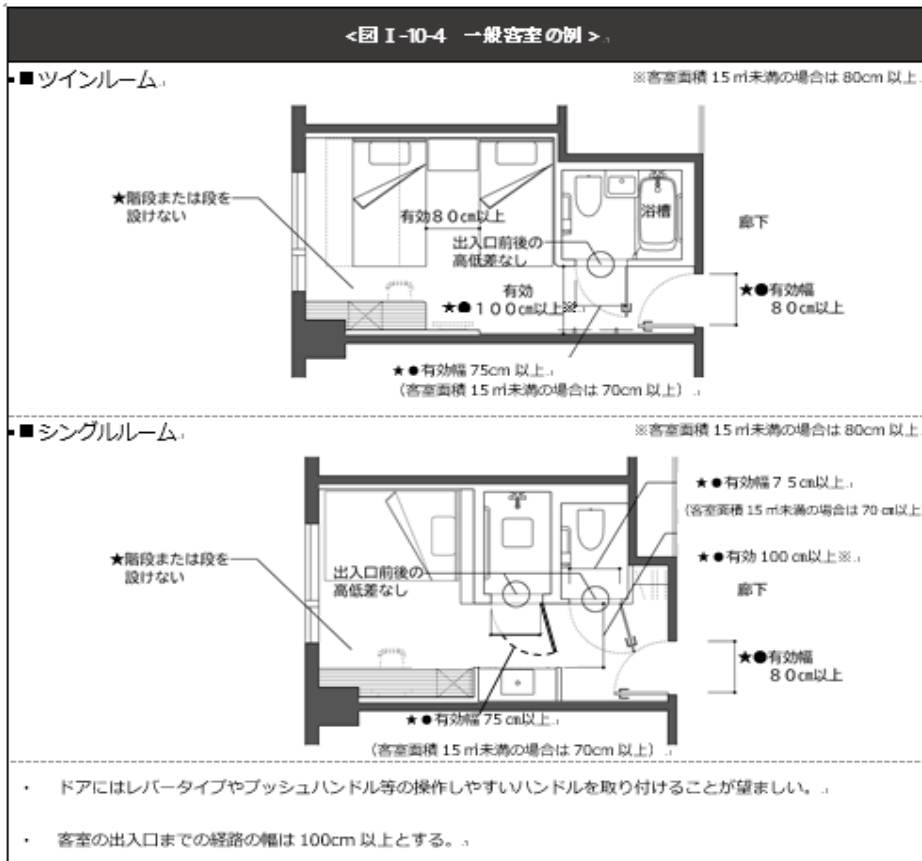 <図 Ⅰ-10-4 一般客室の例>
■ツインルーム
※客室面積 15 ㎡未満の場合は 80cm 以上
★階段または段を
設けない
有効８０㎝以上
出入口前後の
高低差なし
浴槽
廊下
有効
★●１００㎝以上※
★●有効幅
８０㎝以上
★●有効幅 75cm 以上
（客室面積 15 ㎡未満の場合は 70cm 以上）
■シングルルーム
※客室面積 15 ㎡未満の場合は 80cm 以上
★●有効幅７５㎝以上
（客室面積 15 ㎡未満の場合は 70 ㎝以上）
★階段または段を
設けない
出入口前後の
高低差なし
★●有効 100 ㎝以上※
廊下
★●有効幅
８０㎝以上
★●有効幅 75 ㎝以上
（客室面積 15 ㎡未満の場合は 70cm 以上）
・ ドアにはレバータイプやプッシュハンドル等の操作しやすいハンドルを取り付けることが望ましい。
・ 客室の出入口までの経路の幅は 100cm 以上とする。